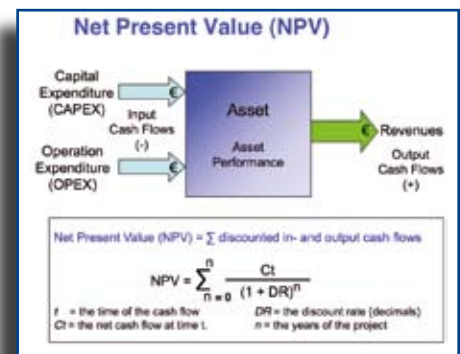 Net Present Value (NPV)
Capital
Expenditure
(CAPEX)
€
Input
Cash Flows
(-)
Operation
Expenditure
(OPEX)
€
Asset
Asset
Performance
€
Revenues
Output
Cash Flows
(+)
Net Present Value (NPV) = ∑ discounted in- and output cash flows
NPV = ∑ n n = 0 Ct / (1 + DR)^n
t = the time of the cash flow
DR = the discount rate (decimals)
Ct = the net cash flow at time t.
n = the years of the project